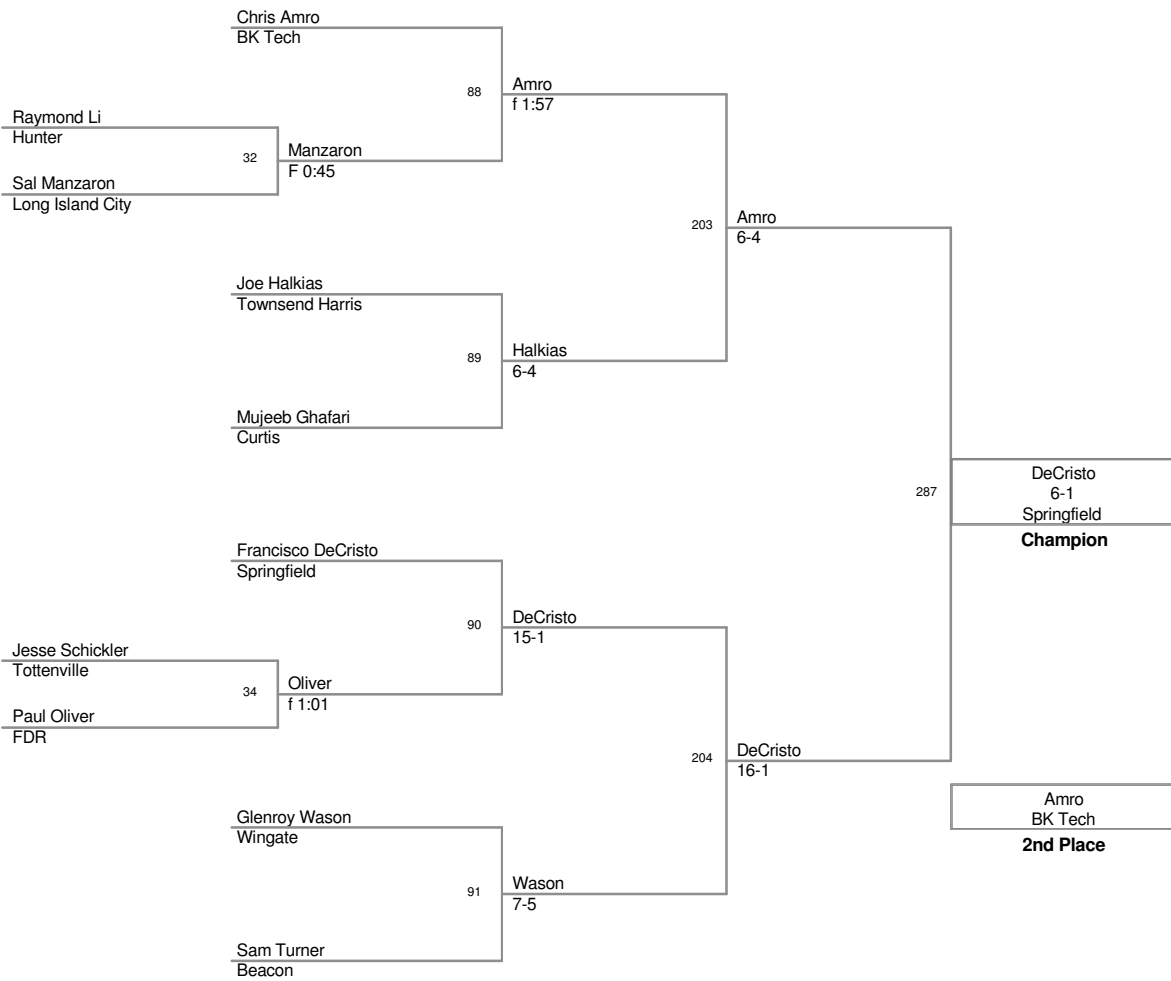 Chris Amro
BK Tech
88
Amro
f 1:57
Raymond Li
Hunter
32
Manzaron
F 0:45
Sal Manzaron
Long Island City
203
Amro
6-4
Joe Halkias
Townsend Harris
89
Halkias
6-4
Mujeeb Ghafari
Curtis
287
DeCristo
6-1
Springfield
Champion
Francisco DeCristo
Springfield
90
DeCristo
15-1
Jesse Schickler
Tottenville
34
Oliver
f 1:01
Paul Oliver
FDR
204
DeCristo
16-1
Amro
BK Tech
2nd Place
Glenroy Wason
Wingate
91
Wason
7-5
Sam Turner
Beacon